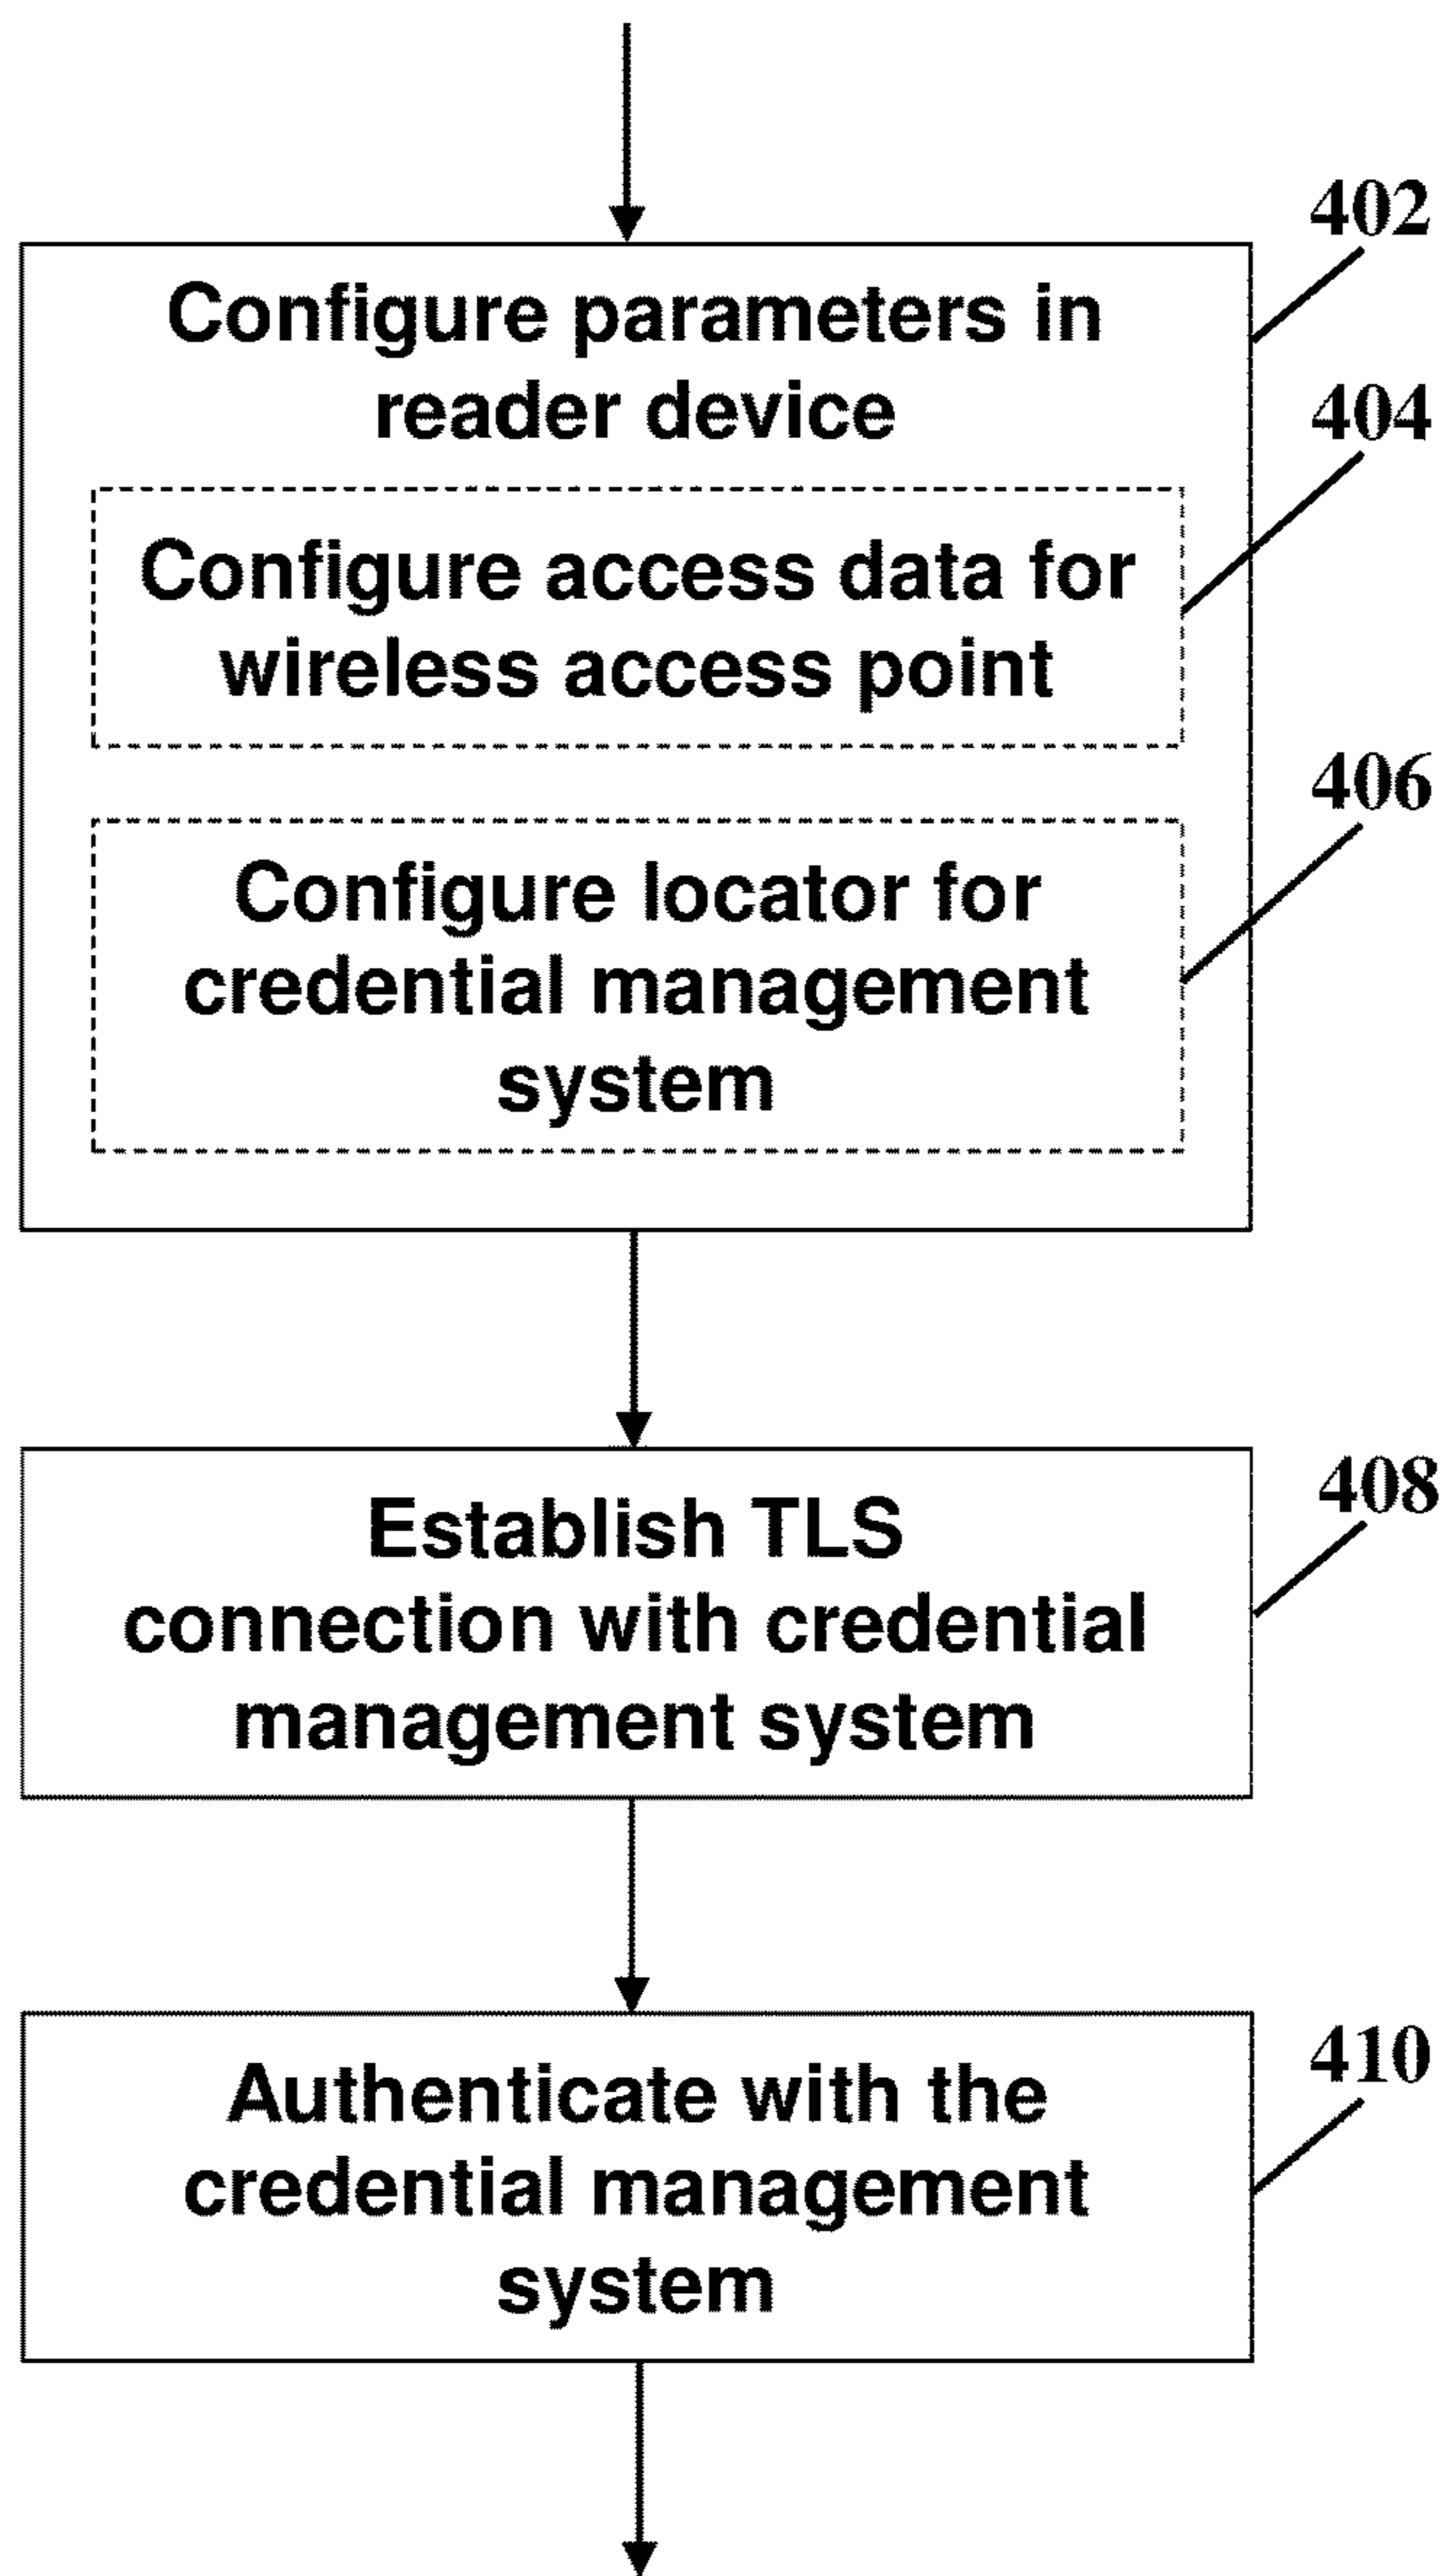 402
Configure parameters in
reader device
404
Configure access data for
wireless access point
406
Configure locator for
credential management
system
408
Establish TLS
connection with credential
management system
410
Authenticate with the
credential management
system